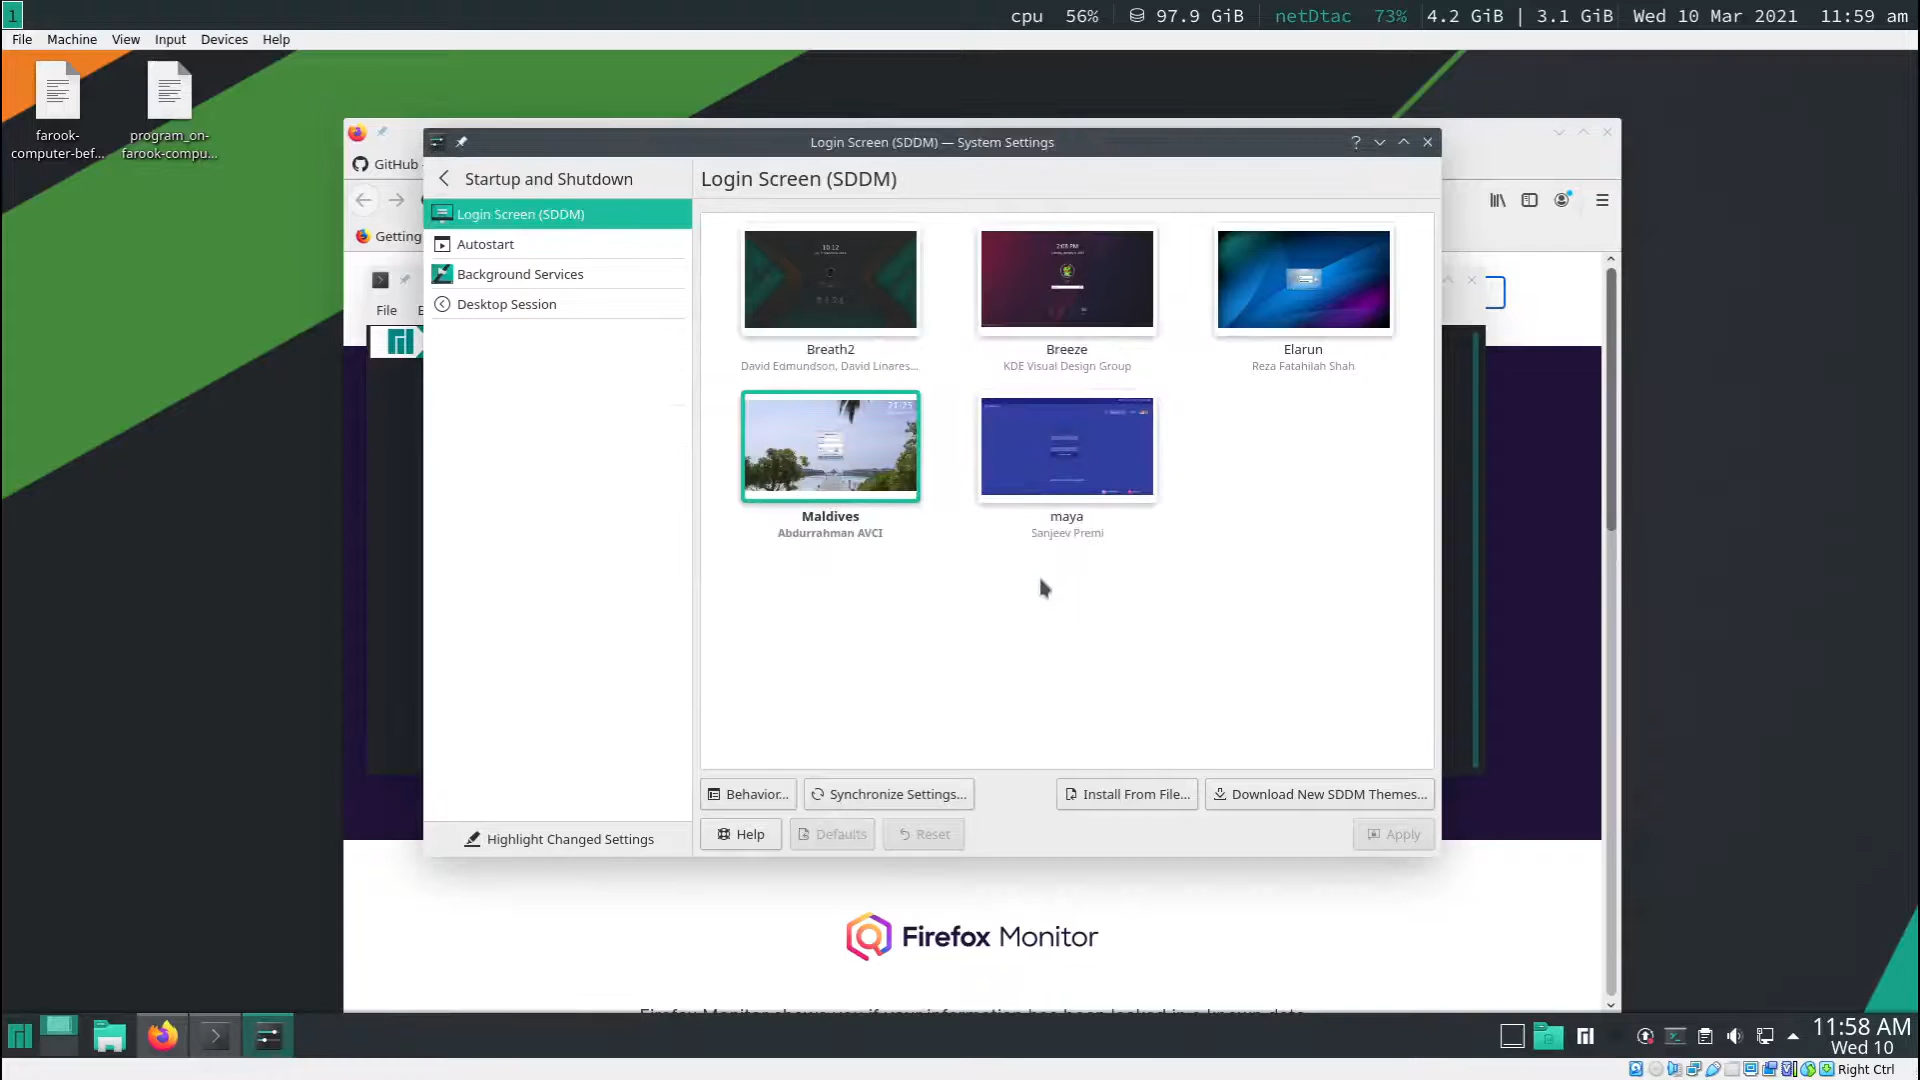 1
cpu 56% 97.9 GiB netDtac 73% 4.2 GiB | 3.1 GiB Wed 10 Mar 2021 11:59 am
File Machine View Input Devices Help
farook-
computer-bef...
program_on-
farook-compu...
Login Screen (SDDM) — System Settings
GitHub
Startup and Shutdown
Login Screen (SDDM)
Login Screen (SDDM)
Getting
Autostart
Background Services
Desktop Session
File
Breath2
David Edmundson, David Linares...
Breeze
KDE Visual Design Group
Elarun
Reza Fatahilah Shah
Maldives
Abdurrahman AVCI
maya
Sanjeev Premi
Behavior...
Synchronize Settings...
Install From File...
Download New SDDM Themes...
Highlight Changed Settings
Help
Defaults
Reset
Apply
Firefox Monitor
11:58 AM
Wed 10
Right Ctrl